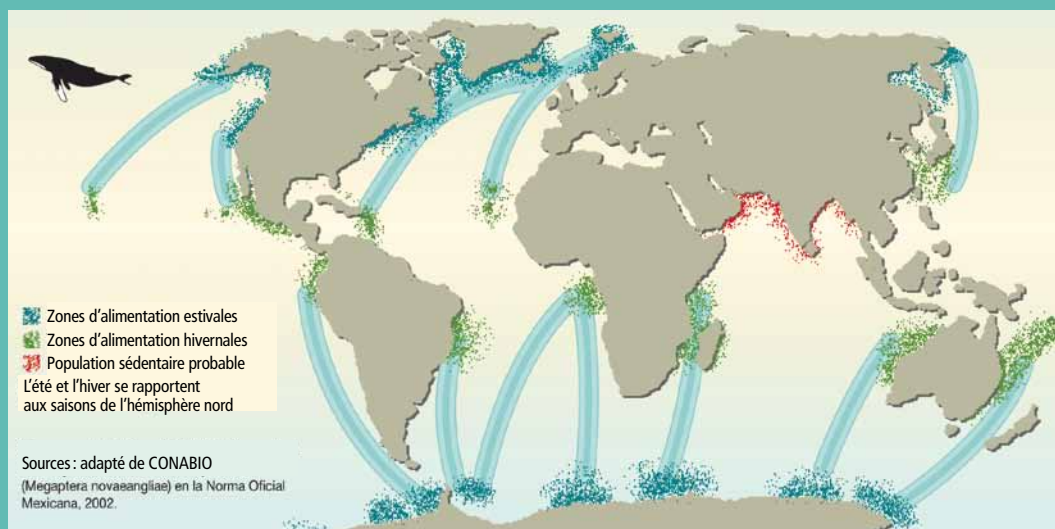 Zones d'alimentation estivales
Zones d'alimentation hivernales
Population sédentaire probable
L'été et l'hiver se rapportent
aux saisons de l'hémisphère nord
Sources : adapté de CONABIO
(Megaptera novaeangliae) en la Norma Oficial
Mexicana, 2002.